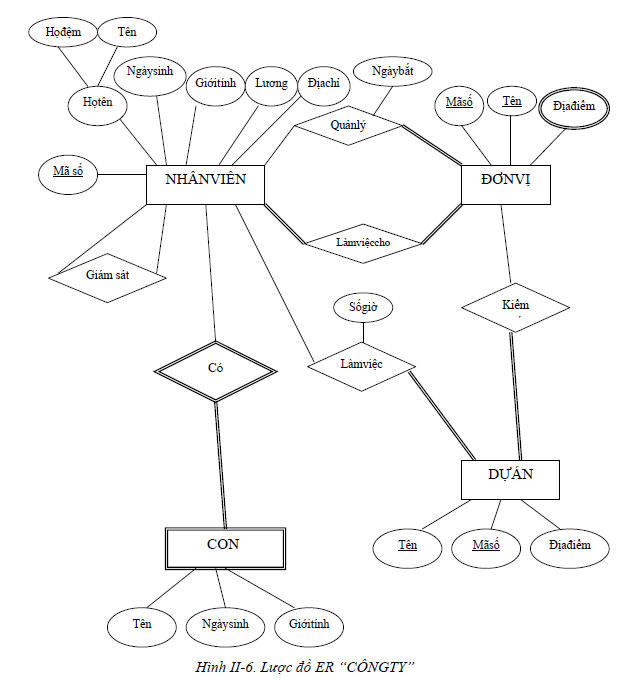 Họđệm
Tên
Ngàysinh
Giớitính
Lương
Địachỉ
Ngàybắt
Họtên
Mãsố
Tên
Địađiểm
Quảnlý
Mã số
NHÂNVIÊN
ĐƠNVỊ
Làmviệccho
Giám sát
Sốgiờ
Kiểm
Có
Làmviệc
DỰÁN
CON
Tên
Mãsố
Địađiểm
Tên
Ngàysinh
Giớitính
Hình II-6. Lược đồ ER “CÔNGTY”